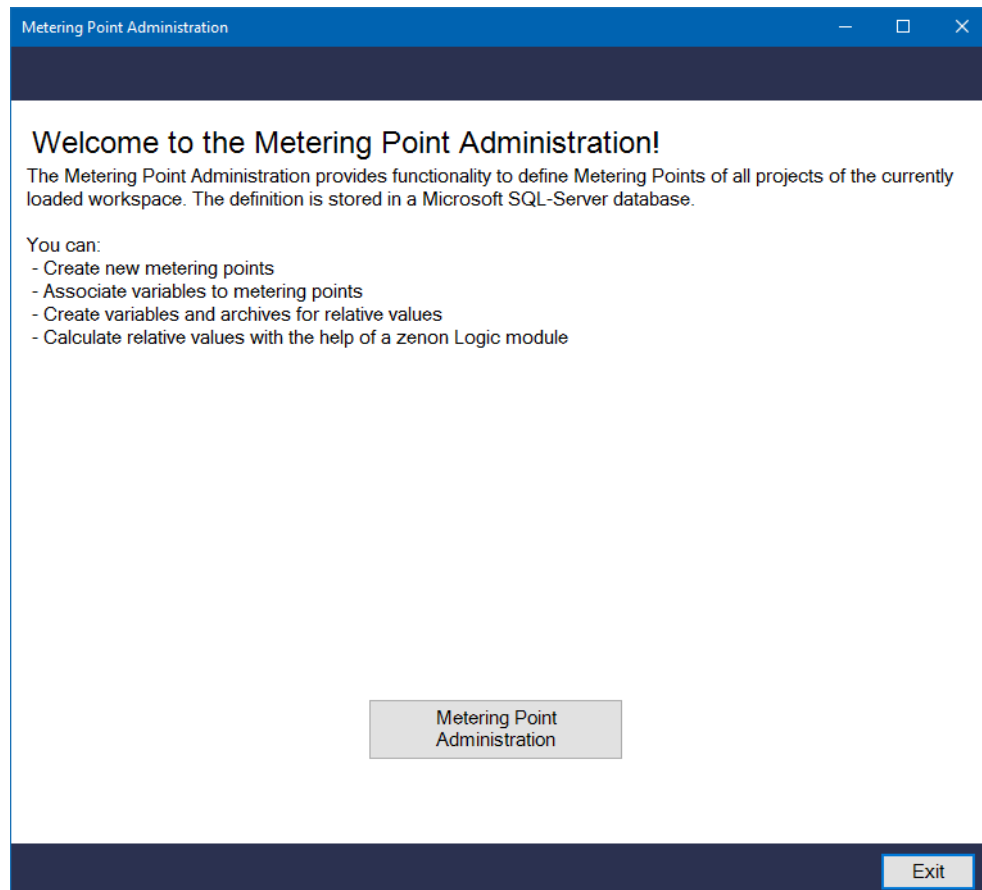 Metering Point Administration
Welcome to the Metering Point Administration!
The Metering Point Administration provides functionality to define Metering Points of all projects of the currently
loaded workspace. The definition is stored in a Microsoft SQL-Server database.
You can:
- Create new metering points
- Associate variables to metering points
- Create variables and archives for relative values
- Calculate relative values with the help of a zenon Logic module
Metering Point
Administration
Exit